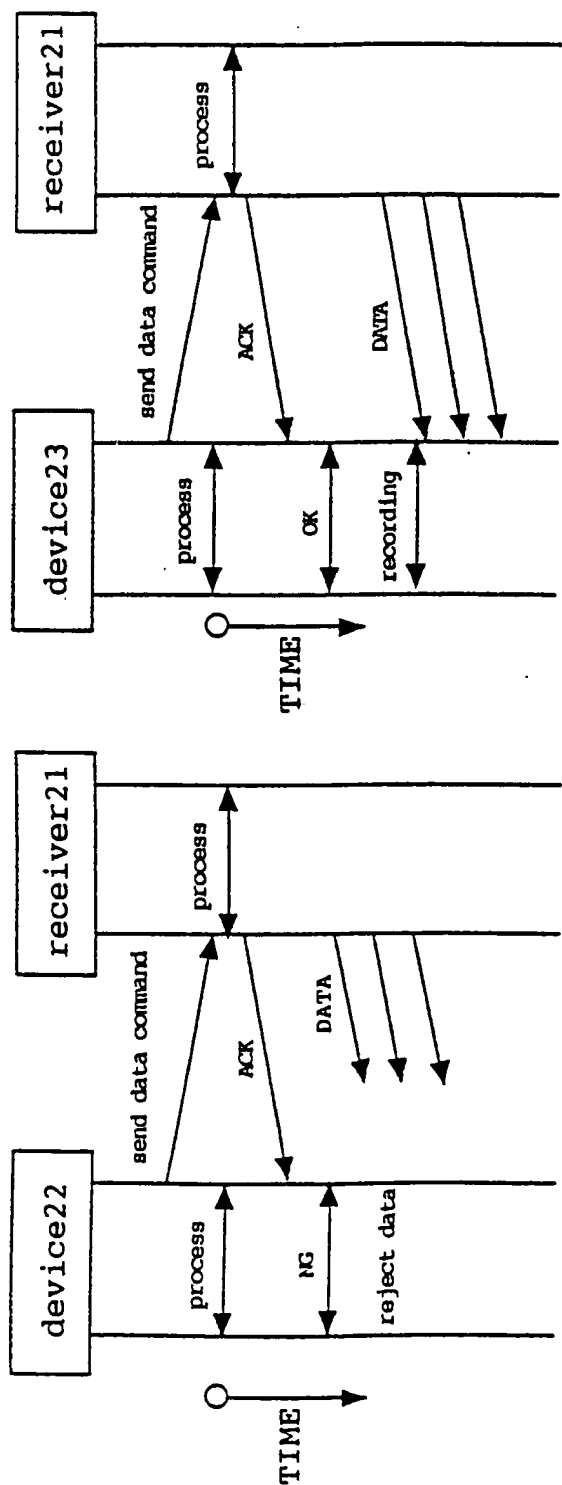 device22
receiver21
send data command
process
process
ACK
NG
DATA
reject data
TIME
device23
receiver21
send data command
process
process
ACK
OK
DATA
recording
TIME